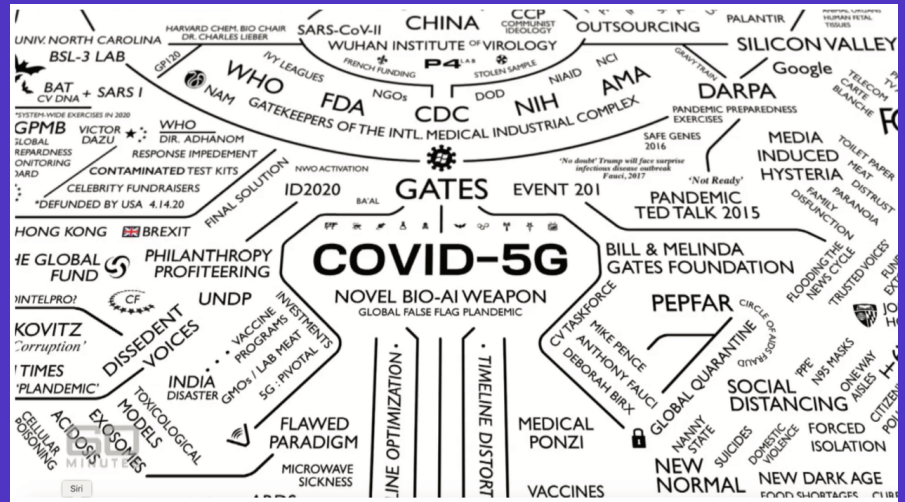 CHINA
CCP
COMMUNIST
IDEOLOGY
SARS-CoV-II
OUTSOURCING
PALANTIR
HUMAN FETAL
TISSUES
HARVARD CHEM. BIO CHAIR
DR. CHARLES LIEBER
UNIV. NORTH CAROLINA
BSL-3 LAB
WUHAN INSTITUTE OF VIROLOGY
FRENCH FUNDING
P4 LAB
STOLEN SAMPLE
SILICON VALLEY
Google
GP120
IVY LEAGUES
NGOs
DOD
NIAID
NCI
GRAVY TRAIN
TELECOM
CARTE
BLANCHE
BAT
CV DNA + SARS I
WHO
NAM
FDA
CDC
NIH
AMA
GATEKEEPERS OF THE INTL. MEDICAL INDUSTRIAL COMPLEX
DARPA
PANDEMIC PREPAREDNESS
EXERCISES
*SYSTEM-WIDE EXERCISES IN 2020
GPMB
VICTOR
DAZU
WHO
DIR. ADHANOM
RESPONSE IMPEDEMENT
CONTAMINATED TEST KITS
CELEBRITY FUNDRAISERS
*DEFUNDED BY USA 4.14.20
FINAL SOLUTION
NWO ACTIVATION
ID2020
BA'AL
GATES
EVENT 201
'No doubt' Trump will face surprise
infectious disease outbreak
Fauci, 2017
SAFE GENES
2016
'Not Ready'
PANDEMIC
TED TALK 2015
MEDIA
INDUCED
HYSTERIA
TOILET PAPER
MEAT
DISTRUST
PARANOIA
FAMILY
DISFUNCTION
HONG KONG
BREXIT
HE GLOBAL
FUND
PHILANTHROPY
PROFITEERING
COVID-5G
NOVEL BIO-AI WEAPON
GLOBAL FALSE FLAG PLANDEMIC
BILL & MELINDA
GATES FOUNDATION
FLOODING THE
NEWS CYCLE
'TRUSTED VOICES'
OINTELPRO?
CF
UNDP
KOVITZ
Corruption'
TIMES
'PLANDEMIC'
DISSEDENT
VOICES
INVESTMENTS
VACCINE
PROGRAMS
GMOs / LAB MEAT
5G : PIVOTAL
INDIA
DISASTER
CV TASKFORCE
MIKE PENCE
ANTHONY FAUCI
DEBORAH BIRX
PEPFAR
CIRCLE OF AIDS FRAUD
GLOBAL QUARANTINE
PPE
N95 MASKS
ONE WAY
AISLES
SOCIAL
DISTANCING
CELLULAR
POISONING
ACIDOSIS
EXOSOMES
MODELS
TOXICOLOGICAL
60
MINUTES
FLAWED
PARADIGM
MICROWAVE
SICKNESS
LINE OPTIMIZATION
TIMELINE DISTORT
MEDICAL
PONZI
VACCINES
NANNY
STATE
SUICIDES
DOMESTIC
VIOLENCE
FORCED
ISOLATION
NEW
NORMAL
NEW DARK AGE
FOOD SHORTAGES
Siri